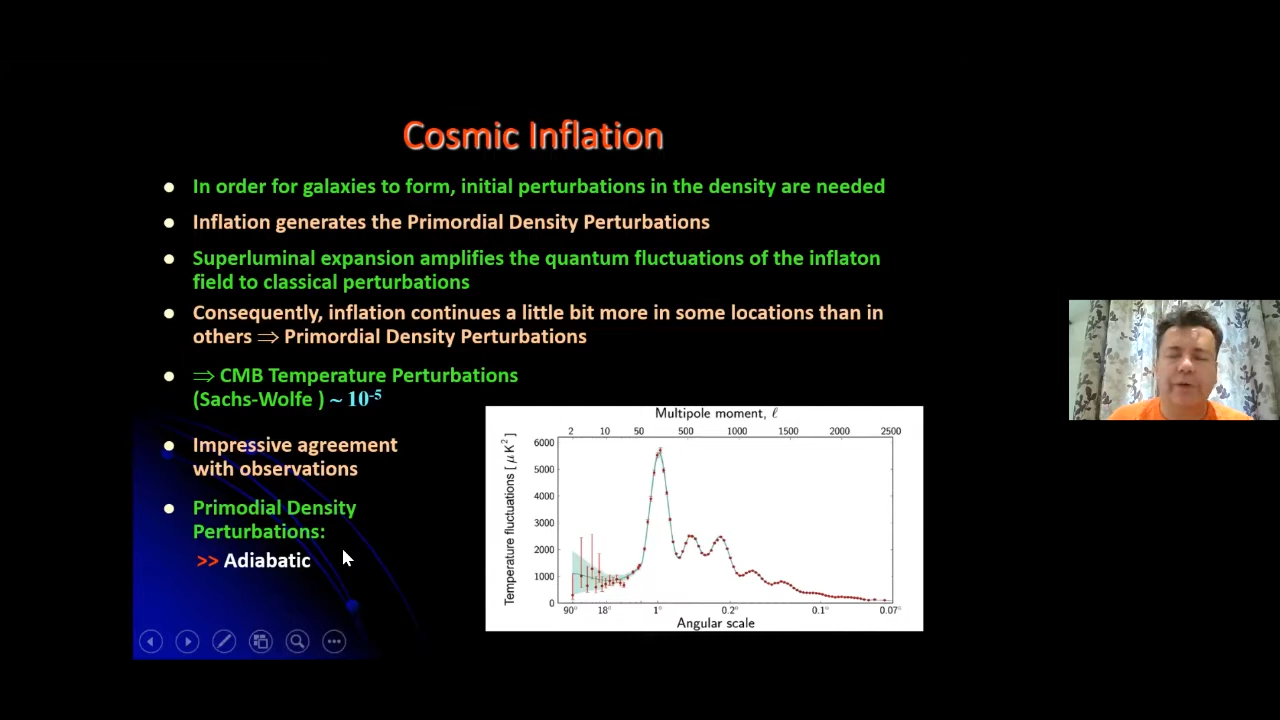 Cosmic Inflation
In order for galaxies to form, initial perturbations in the density are needed
Inflation generates the Primordial Density Perturbations
Superluminal expansion amplifies the quantum fluctuations of the inflaton
field to classical perturbations
Consequently, inflation continues a little bit more in some locations than in
others ⟹ Primordial Density Perturbations
⟹ CMB Temperature Perturbations
(Sachs-Wolfe ) ~ 10⁻⁵
Impressive agreement
with observations
Primodial Density
Perturbations:
>> Adiabatic
Multipole moment, ℓ
2 10 50 500 1000 1500 2000 2500
Temperature fluctuations [ μK² ]
6000
5000
4000
3000
2000
1000
0
90° 18° 1° 0.2° 0.1° 0.07°
Angular scale